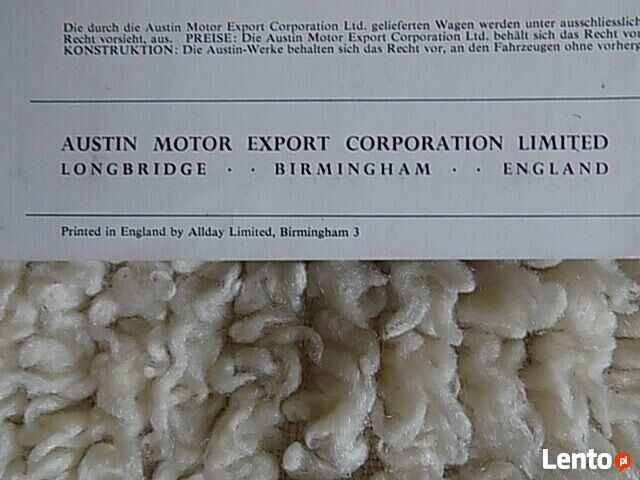 Die durch die Austin Motor Export Corporation Ltd. gelieferten Wagen werden unter ausschliesslich
Recht vorsieht, aus. PREISE: Die Austin Motor Export Corporation Ltd. behält sich das Recht vor
KONSTRUKTION: Die Austin-Werke behalten sich das Recht vor, an den Fahrzeugen ohne
AUSTIN MOTOR EXPORT CORPORATION LIMITED
LONGBRIDGE · · BIRMINGHAM · · ENGLAND
Printed in England by Allday Limited, Birmingham 3
Lento.pl